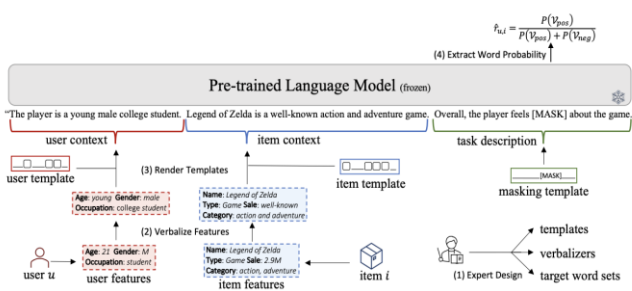 r̂u,i = P(Vpos) / P(Vpos) + P(Vneg)
(4) Extract Word Probability
Pre-trained Language Model (frozen)
"The player is a young male college student. Legend of Zelda is a well-known action and adventure game. Overall, the player feels [MASK] about the game.
user context
item context
task description
(3) Render Templates
user template
item template
_____[MASK]___
masking template
Age: young Gender: male
Occupation: college student
Name: Legend of Zelda
Type: Game Sale: well-known
Category: action and adventure
(2) Verbalize Features
Age: 21 Gender: M
Occupation: student
Name: Legend of Zelda
Type: Game Sale: 2.9M
Category: action, adventure
user u
user features
item features
item i
(1) Expert Design
templates
verbalizers
target word sets